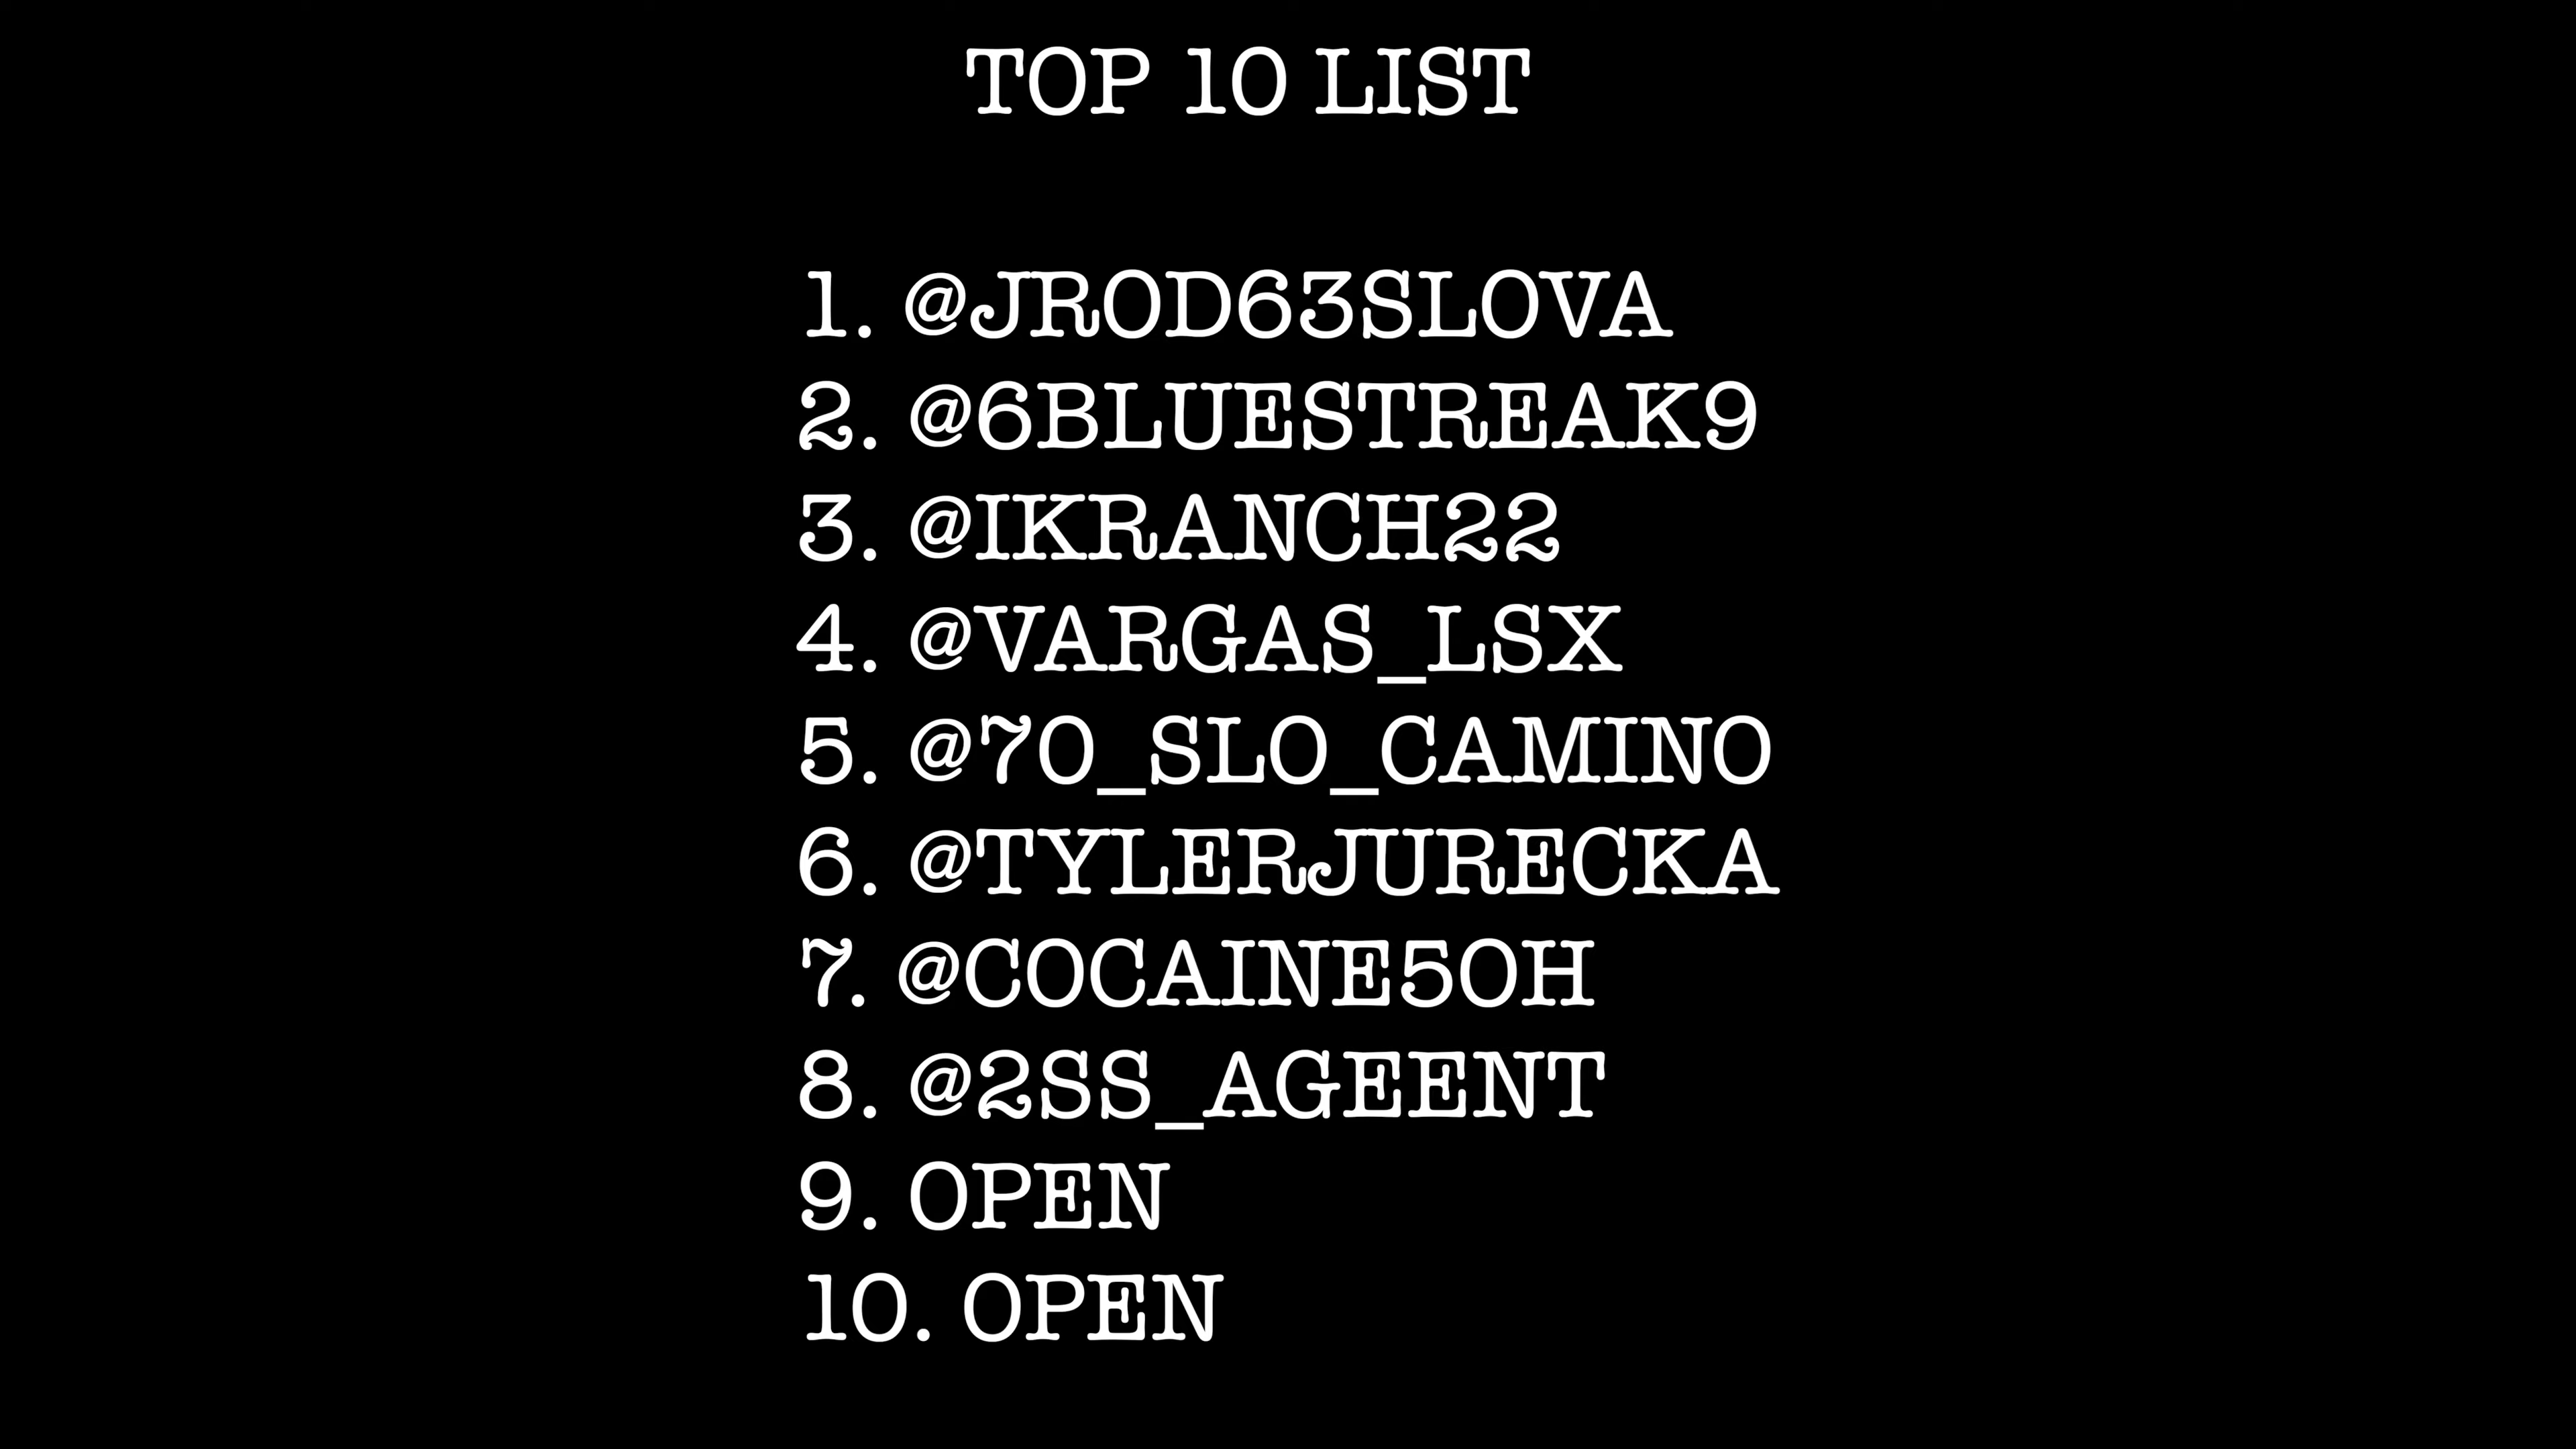 TOP 10 LIST
1. @JROD63SLOVA
2. @6BLUESTREAK9
3. @IKRANCH22
4. @VARGAS_LSX
5. @70_SLO_CAMINO
6. @TYLERJURECKA
7. @COCAINE5OH
8. @2SS_AGEENT
9. OPEN
10. OPEN